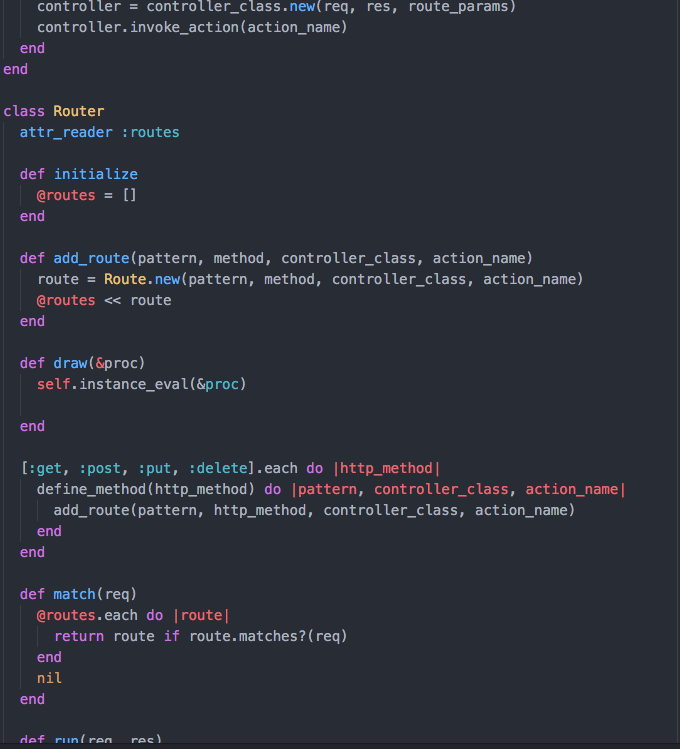 controller = controller_class.new(req, res, route_params)
controller.invoke_action(action_name)
end
end
class Router
attr_reader :routes
def initialize
@routes = []
end
def add_route(pattern, method, controller_class, action_name)
route = Route.new(pattern, method, controller_class, action_name)
@routes << route
end
def draw(&proc)
self.instance_eval(&proc)
end
[:get, :post, :put, :delete].each do |http_method|
define_method(http_method) do |pattern, controller_class, action_name|
add_route(pattern, http_method, controller_class, action_name)
end
end
def match(req)
@routes.each do |route|
return route if route.matches?(req)
end
nil
end
def run(req, res)